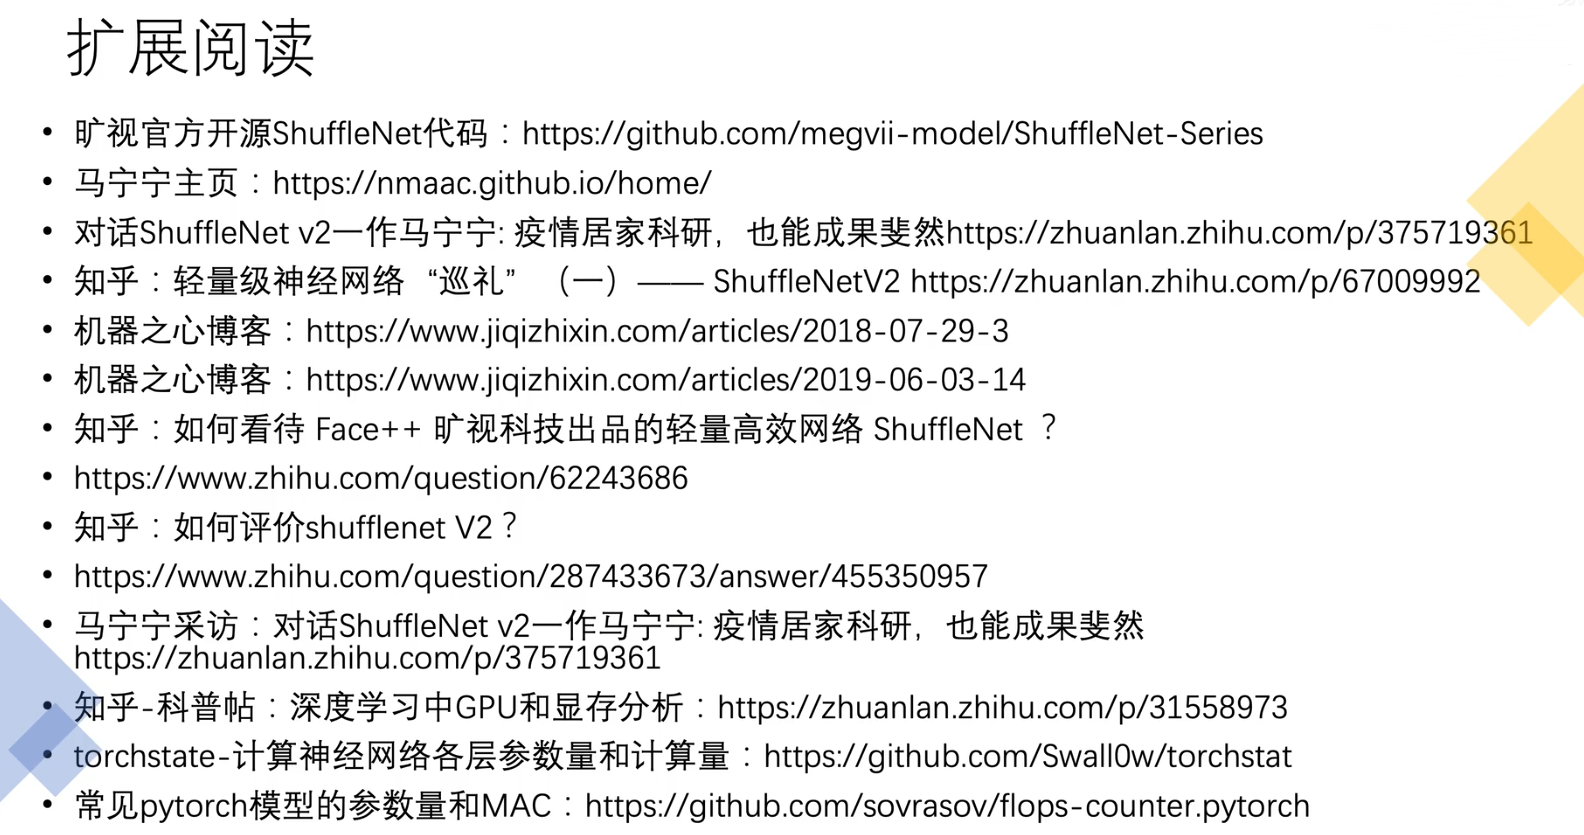 扩展阅读
• 旷视官方开源ShuffleNet代码：https://github.com/megvii-model/ShuffleNet-Series
• 马宁宁主页：https://nmaac.github.io/home/
• 对话ShuffleNet v2一作马宁宁: 疫情居家科研，也能成果斐然https://zhuanlan.zhihu.com/p/375719361
• 知乎：轻量级神经网络“巡礼”（一）—— ShuffleNetV2 https://zhuanlan.zhihu.com/p/67009992
• 机器之心博客：https://www.jiqizhixin.com/articles/2018-07-29-3
• 机器之心博客：https://www.jiqizhixin.com/articles/2019-06-03-14
• 知乎：如何看待 Face++ 旷视科技出品的轻量高效网络 ShuffleNet ？
• https://www.zhihu.com/question/62243686
• 知乎：如何评价shufflenet V2？
• https://www.zhihu.com/question/287433673/answer/455350957
• 马宁宁采访：对话ShuffleNet v2一作马宁宁: 疫情居家科研，也能成果斐然
https://zhuanlan.zhihu.com/p/375719361
• 知乎-科普帖：深度学习中GPU和显存分析：https://zhuanlan.zhihu.com/p/31558973
• torchstate-计算神经网络各层参数量和计算量：https://github.com/Swall0w/torchstat
• 常见pytorch模型的参数量和MAC：https://github.com/sovrasov/flops-counter.pytorch